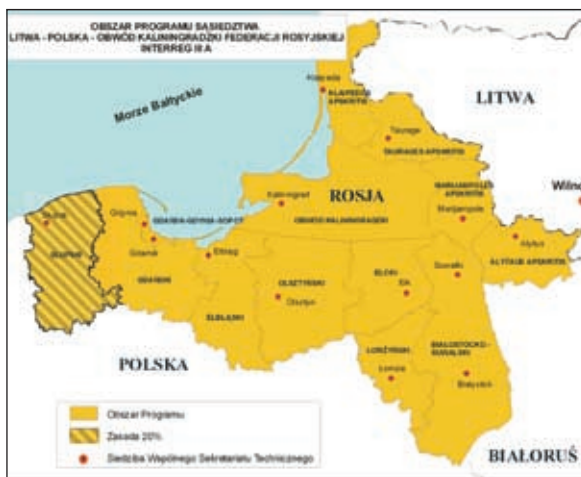 OBSZAR PROGRAMU SĄSIEDZTWA
LITWA - POLSKA - OBWÓD KALININGRADZKI FEDERACJI ROSYJSKIEJ
INTERREG III A
Morze Bałtyckie
Kłajpeda
KLAIPEDOS
APSKRITIS
LITWA
Taurage
TAURAGES APSKRITIS
Wilno
Kaliningrad
ROSJA
OBWÓD KALININGRADZKI
MARIJAMPOLES
APSKRITIS
Marijampole
Alytus
ALYTAUS APSKRITIS
Słupsk
SŁUPSKI
Gdynia
GDAŃSK-GDYNIA-SOPOT
Gdańsk
GDAŃSKI
Elbląg
ELBLĄSKI
OLSZTYŃSKI
Olsztyn
EŁCKI
Ełk
Suwałki
BIAŁOSTOCKO-
SUWALSKI
ŁOMŻYŃSKI
Łomża
Białystok
POLSKA
BIAŁORUŚ
Obszar Programu
Zasada 20%
Siedziba Wspólnego Sekretariatu Technicznego